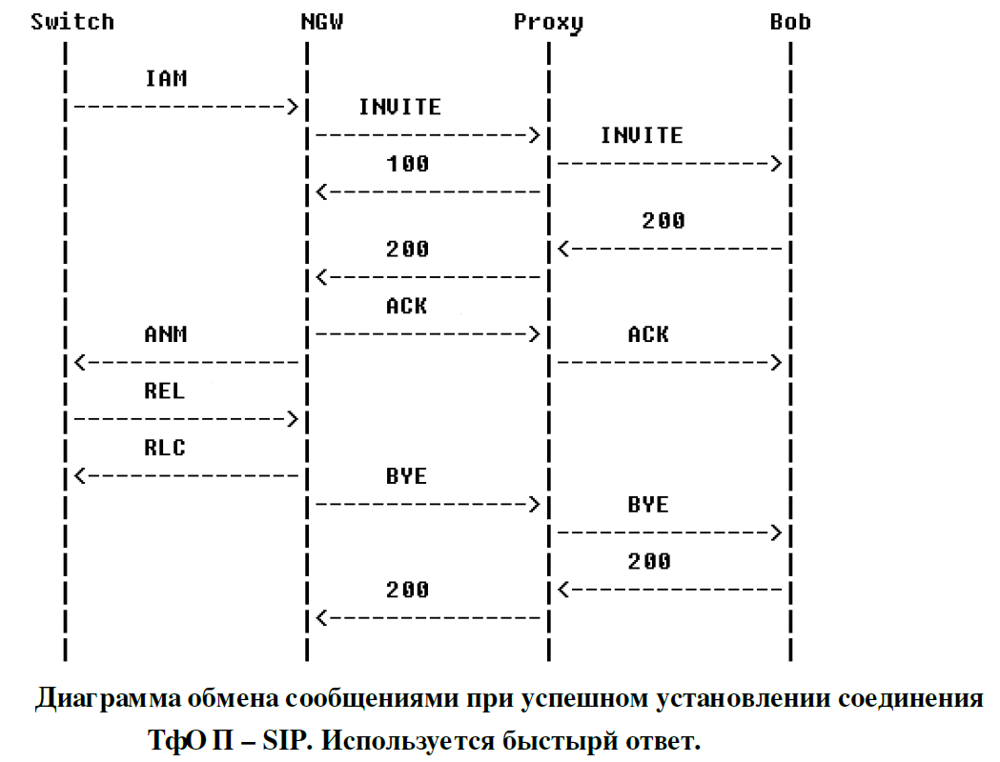 Switch NGW Proxy Bob
IAM
INVITE
INVITE
100
200
200
ACK
ANM ACK
REL
RLC
BYE
BYE
200
200
Диаграмма обмена сообщениями при успешном установлении соединения
ТфОП – SIP. Используется быстырй ответ.